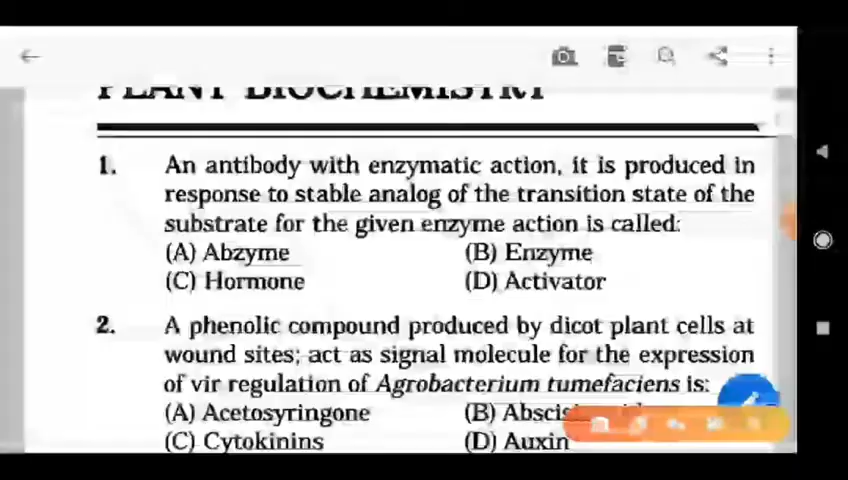 PLANT BIOCHEMISTRY
1. An antibody with enzymatic action, it is produced in
response to stable analog of the transition state of the
substrate for the given enzyme action is called:
(A) Abzyme (B) Enzyme
(C) Hormone (D) Activator
2. A phenolic compound produced by dicot plant cells at
wound sites; act as signal molecule for the expression
of vir regulation of Agrobacterium tumefaciens is:
(A) Acetosyringone (B)
(C) Cytokinins (D) Auxin